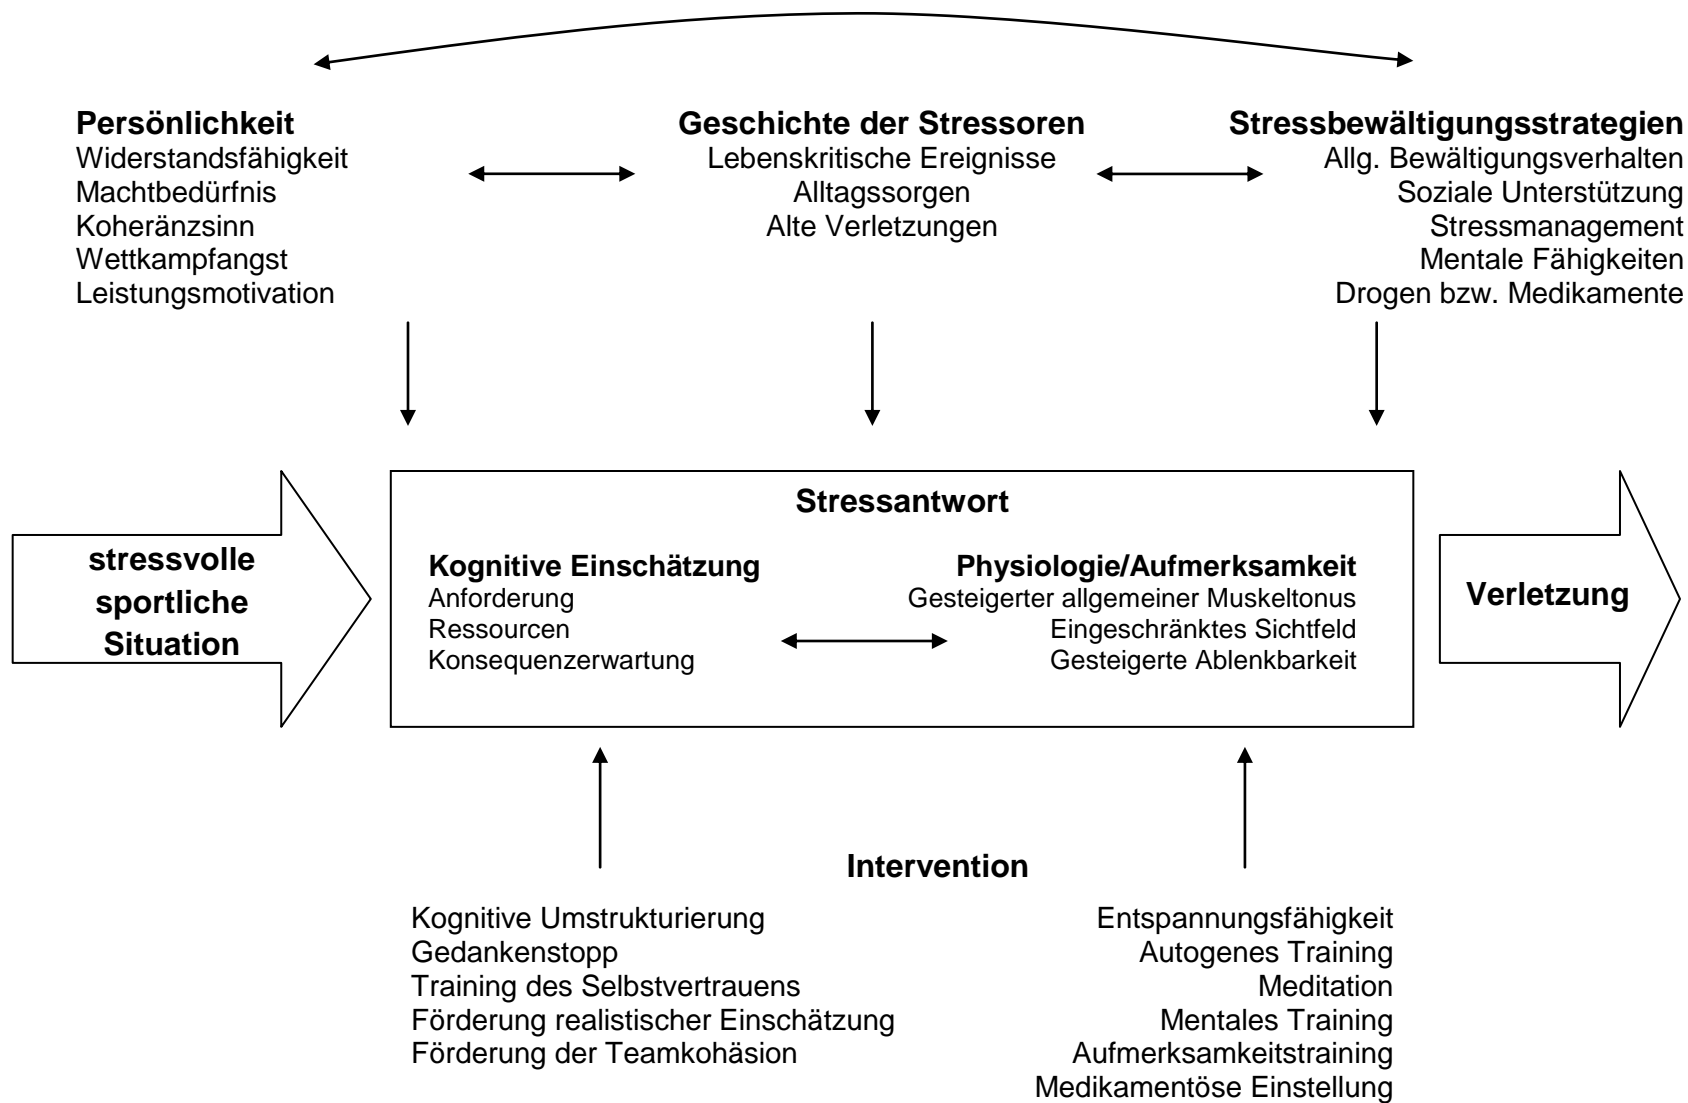 Persönlichkeit
Widerstandsfähigkeit
Machtbedürfnis
Koheränzsinn
Wettkampfangst
Leistungsmotivation
Geschichte der Stressoren
Lebenskritische Ereignisse
Alltagssorgen
Alte Verletzungen
Stressbewältigungsstrategien
Allg. Bewältigungsverhalten
Soziale Unterstützung
Stressmanagement
Mentale Fähigkeiten
Drogen bzw. Medikamente
stressvolle
sportliche
Situation
Stressantwort
Kognitive Einschätzung
Anforderung
Ressourcen
Konsequenzerwartung
Physiologie/Aufmerksamkeit
Gesteigerter allgemeiner Muskeltonus
Eingeschränktes Sichtfeld
Gesteigerte Ablenkbarkeit
Verletzung
Intervention
Kognitive Umstrukturierung
Gedankenstopp
Training des Selbstvertrauens
Förderung realistischer Einschätzung
Förderung der Teamkohäsion
Entspannungsfähigkeit
Autogenes Training
Meditation
Mentales Training
Aufmerksamkeitstraining
Medikamentöse Einstellung